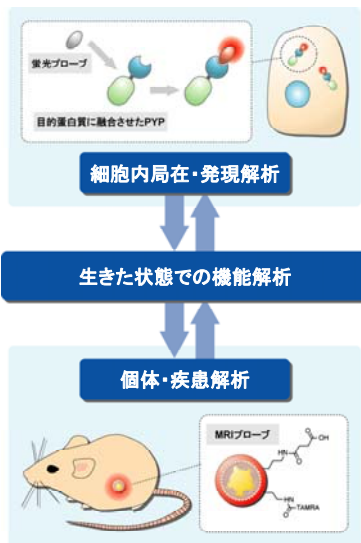 蛍光プローブ
目的蛋白質に融合させたPYP
細胞内局在・発現解析
生きた状態での機能解析
個体・疾患解析
MRIプローブ
O
OH
HN
O
HN
O
TAMRA